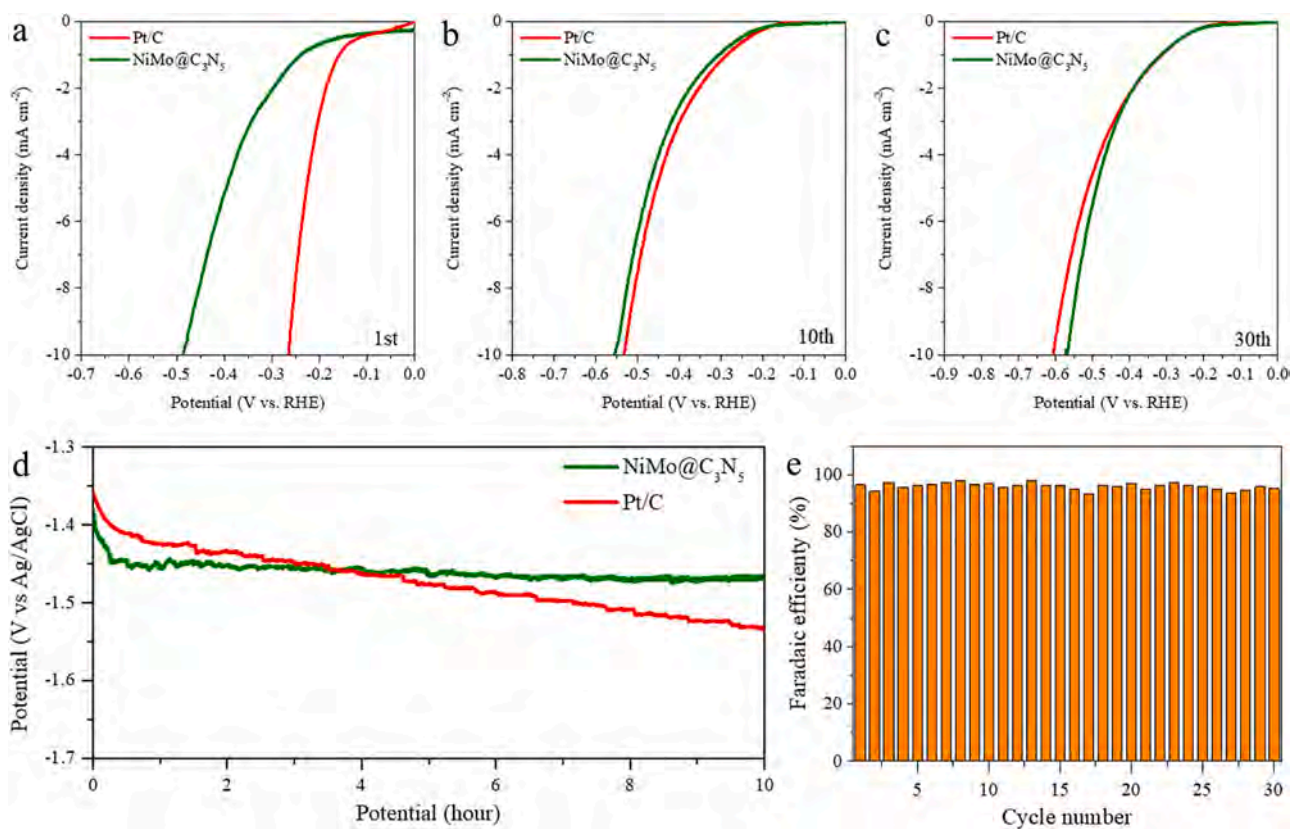 a
Pt/C
NiMo@C₃N₅
Current density (mA cm⁻²)
0
-2
-4
-6
-8
-10
1st
-0.7 -0.6 -0.5 -0.4 -0.3 -0.2 -0.1 0.0
Potential (V vs. RHE)
b
Pt/C
NiMo@C₃N₅
Current density (mA cm⁻²)
0
-2
-4
-6
-8
-10
10th
-0.8 -0.7 -0.6 -0.5 -0.4 -0.3 -0.2 -0.1 0.0
Potential (V vs. RHE)
c
Pt/C
NiMo@C₃N₅
Current density (mA cm⁻²)
0
-2
-4
-6
-8
-10
30th
-0.9 -0.8 -0.7 -0.6 -0.5 -0.4 -0.3 -0.2 -0.1 0.0
Potential (V vs. RHE)
d
NiMo@C₃N₅
Pt/C
Potential (V vs Ag/AgCl)
-1.3
-1.4
-1.5
-1.6
-1.7
0 2 4 6 8 10
Potential (hour)
e
Faradaic efficienty (%)
100
80
60
40
20
0
5 10 15 20 25 30
Cycle number